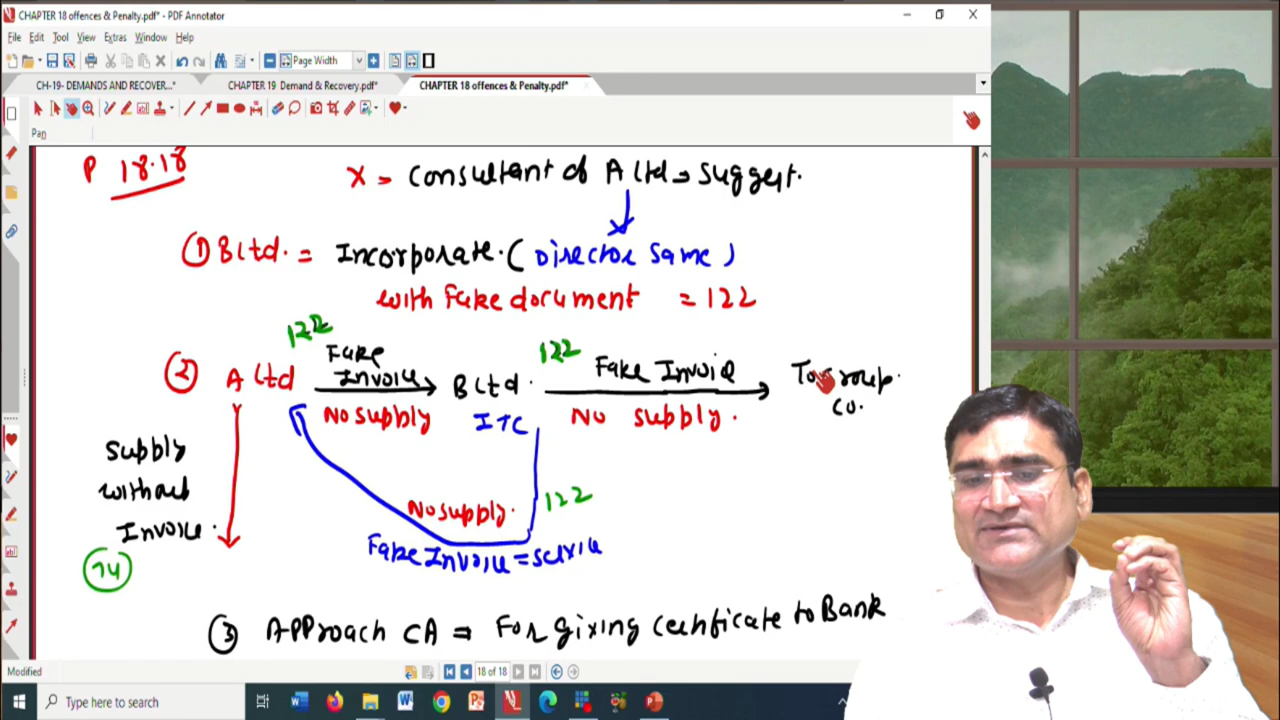 CHAPTER 18 offences & Penalty.pdf* - PDF Annotator
File Edit Tool View Extras Window Help
Page Width
CH-19- DEMANDS AND RECOVER...* CHAPTER 19 Demand & Recovery.pdf* CHAPTER 18 offences & Penalty.pdf*
Pan
P 18.18
X = Consultant of A Ltd = Suggest.
① B Ltd. = Incorporate. (Director Same)
with Fake document = 122
122 Fake Invoice 122 Fake Invoice
② A Ltd B Ltd. To Group Co.
No supply ITC No supply.
Supply without Invoice.
No supply. 122
Fake Invoice = Service
74
③ Approach CA = For giving certificate to Bank
Modified 18 of 18
Type here to search